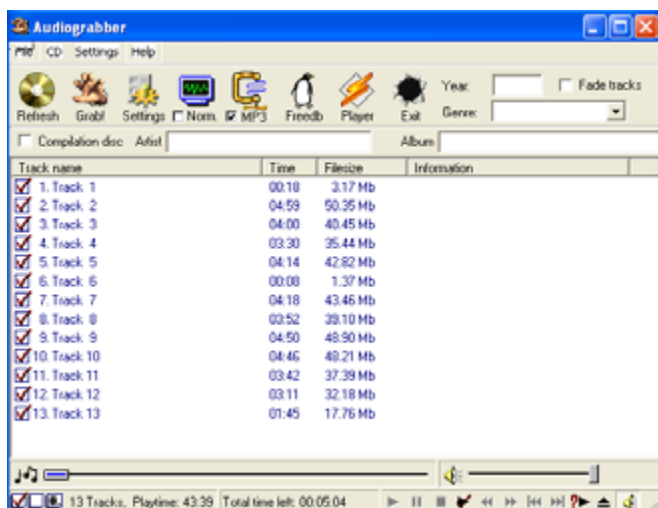 Audiograbber
File CD Settings Help
Refresh Grab! Settings Norm. MP3 Freedb Player Exit
Year: Fade tracks
Genre:
Compilation disc Artist Album
Track name Time Filesize Information
1. Track 1 00:18 3.17 Mb
2. Track 2 04:59 50.35 Mb
3. Track 3 04:00 40.45 Mb
4. Track 4 03:30 35.44 Mb
5. Track 5 04:14 42.82 Mb
6. Track 6 00:08 1.37 Mb
7. Track 7 04:18 43.46 Mb
8. Track 8 03:52 39.10 Mb
9. Track 9 04:50 48.90 Mb
10. Track 10 04:46 48.21 Mb
11. Track 11 03:42 37.39 Mb
12. Track 12 03:11 32.18 Mb
13. Track 13 01:45 17.76 Mb
13 Tracks, Playtime: 43:39 Total time left: 00:05:04